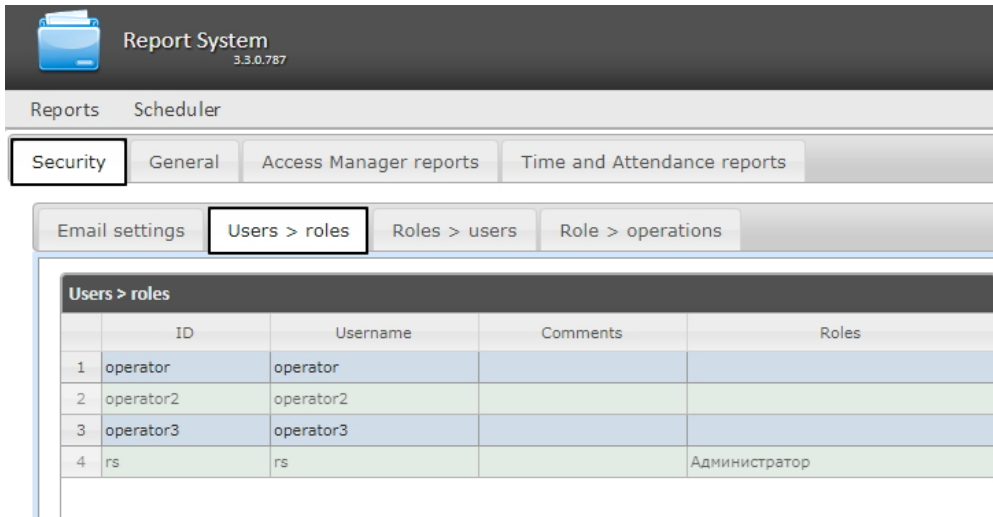 Report System
3.3.0.787
Reports Scheduler
Security General Access Manager reports Time and Attendance reports
Email settings Users > roles Roles > users Role > operations
Users > roles
ID Username Comments Roles
1 operator operator
2 operator2 operator2
3 operator3 operator3
4 rs rs Администратор